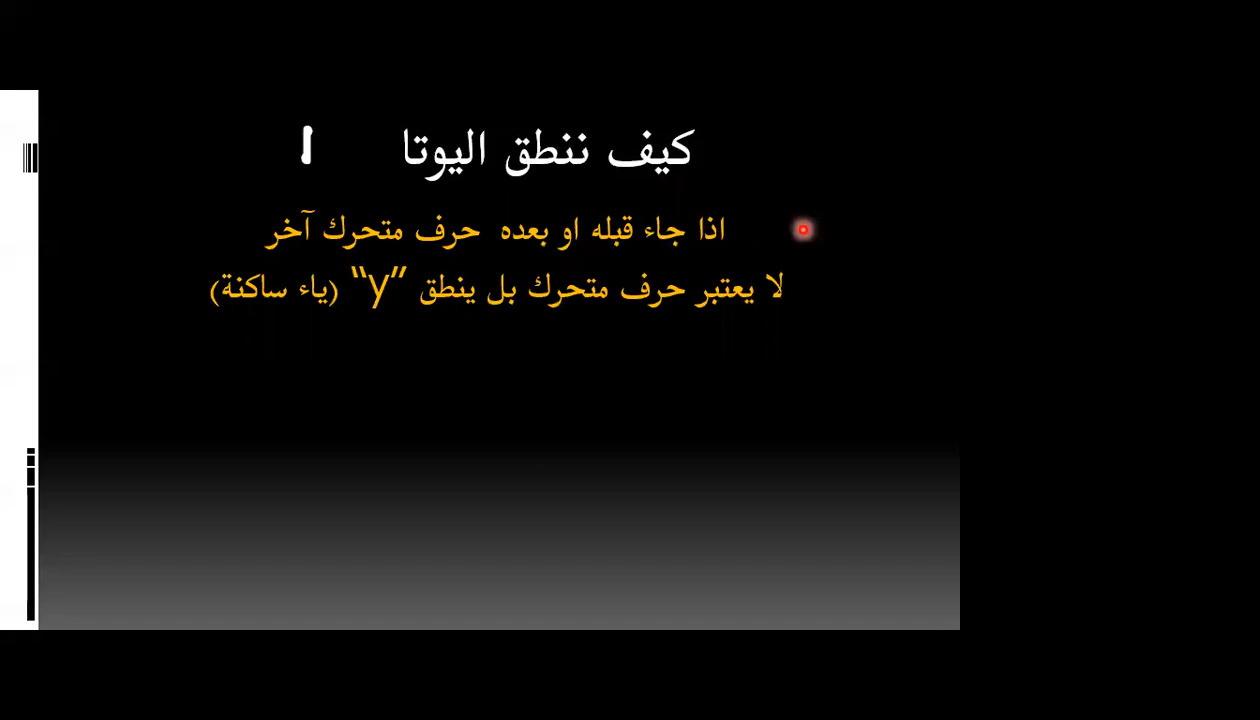 كيف ننطق اليوتا Ⲓ
اذا جاء قبله او بعده حرف متحرك آخر
لا يعتبر حرف متحرك بل ينطق “y” (ياء ساكنة)